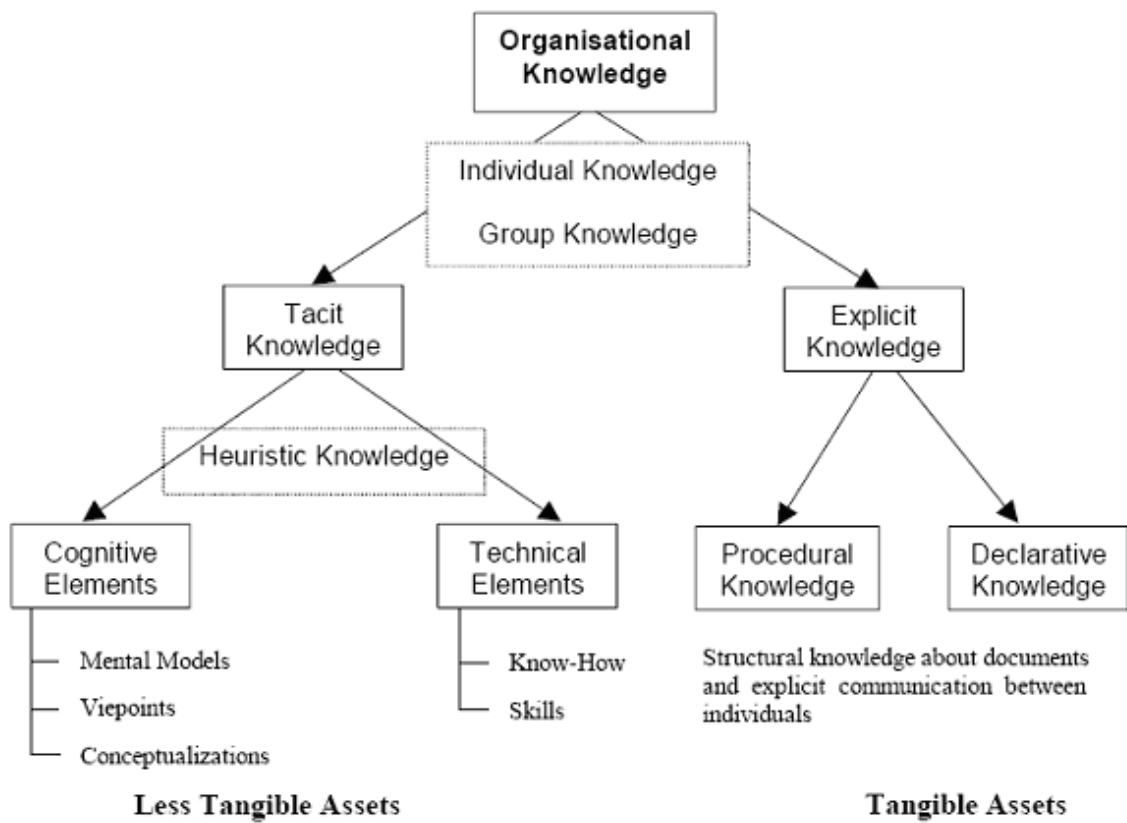 Organisational
Knowledge
Individual Knowledge
Group Knowledge
Tacit
Knowledge
Explicit
Knowledge
Heuristic Knowledge
Cognitive
Elements
Technical
Elements
Procedural
Knowledge
Declarative
Knowledge
Mental Models
Viepoints
Conceptualizations
Know-How
Skills
Structural knowledge about documents
and explicit communication between
individuals
Less Tangible Assets
Tangible Assets